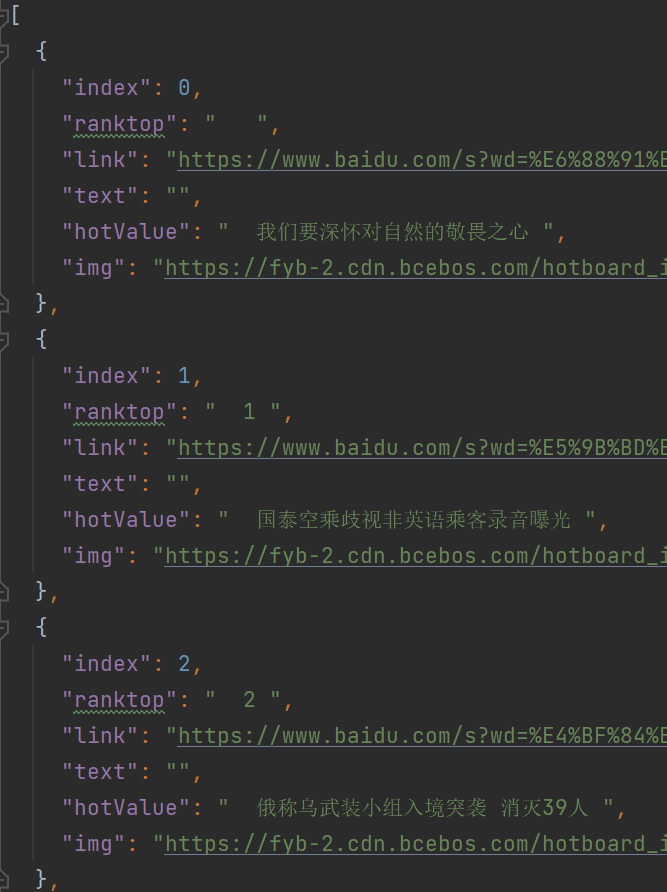 [
{
"index": 0,
"ranktop": "   ",
"link": "https://www.baidu.com/s?wd=%E6%88%91%E
"text": "",
"hotValue": "  我们要深怀对自然的敬畏之心 ",
"img": "https://fyb-2.cdn.bcebos.com/hotboard_i
},
{
"index": 1,
"ranktop": "  1 ",
"link": "https://www.baidu.com/s?wd=%E5%9B%BD%E
"text": "",
"hotValue": "  国泰空乘歧视非英语乘客录音曝光 ",
"img": "https://fyb-2.cdn.bcebos.com/hotboard_i
},
{
"index": 2,
"ranktop": "  2 ",
"link": "https://www.baidu.com/s?wd=%E4%BF%84%E
"text": "",
"hotValue": "  俄称乌武装小组入境突袭 消灭39人 ",
"img": "https://fyb-2.cdn.bcebos.com/hotboard_i
},